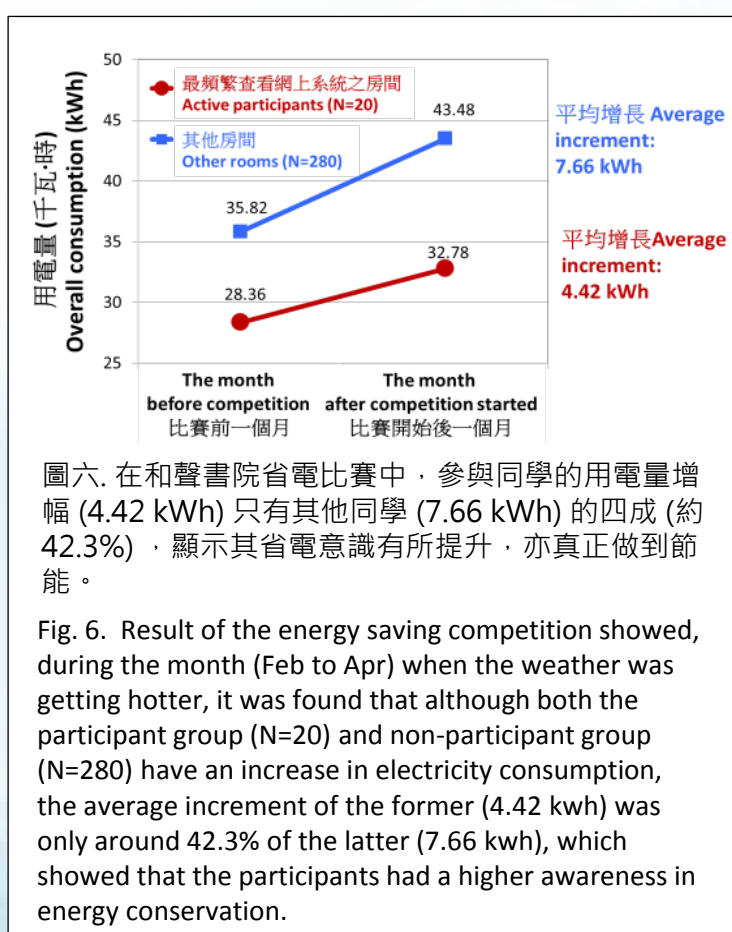 50
45
40
35
30
25
用電量 (千瓦·時)
Overall consumption (kWh)
最頻繁查看網上系統之房間
Active participants (N=20)
其他房間
Other rooms (N=280)
43.48
35.82
32.78
28.36
平均增長 Average
increment:
7.66 kWh
平均增長Average
increment:
4.42 kWh
The month
before competition
比賽前一個月
The month
after competition started
比賽開始後一個月
圖六. 在和聲書院省電比賽中，參與同學的用電量增
幅 (4.42 kWh) 只有其他同學 (7.66 kWh) 的四成 (約
42.3%) ，顯示其省電意識有所提升，亦真正做到節
能。
Fig. 6.  Result of the energy saving competition showed,
during the month (Feb to Apr) when the weather was
getting hotter, it was found that although both the
participant group (N=20) and non-participant group
(N=280) have an increase in electricity consumption,
the average increment of the former (4.42 kwh) was
only around 42.3% of the latter (7.66 kwh), which
showed that the participants had a higher awareness in
energy conservation.